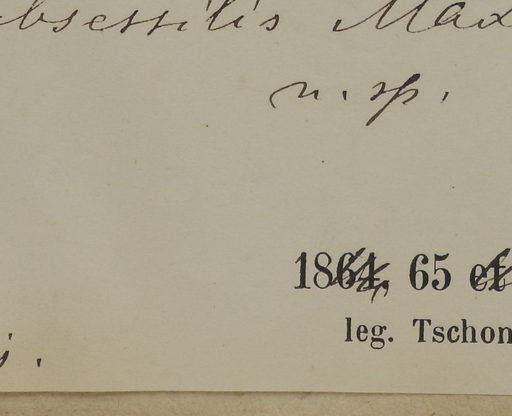 bsessilis Max
n. sp.
1864, 65 et
leg. Tschon